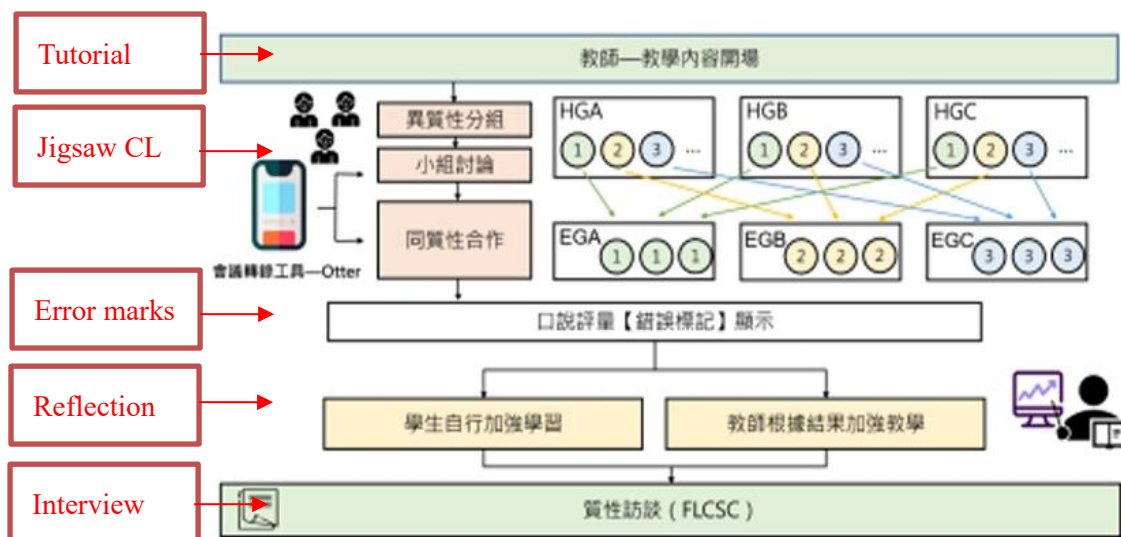 Tutorial
教師—教學內容開場
Jigsaw CL
異質性分組
小組討論
同質性合作
會議轉錄工具—Otter
HGA
1 2 3 ...
HGB
1 2 3 ...
HGC
1 2 3 ...
EGA
1 1 1
EGB
2 2 2
EGC
3 3 3
Error marks
口說評量【錯誤標記】顯示
Reflection
學生自行加強學習
教師根據結果加強教學
Interview
質性訪談（FLCSC）